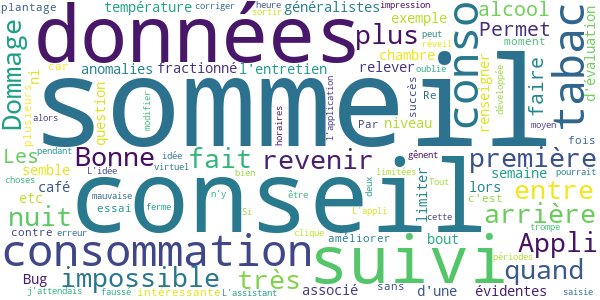 plantage
température
corriger
heure
sortir
généralistes
impression
exemple
alcool
Permet
tabac
d'évaluation
Dommage
données
plus
conso
peut
réveil
moment
anomalies
fractionné
l'entretien
chambre
oublie
relever
renseigner
développée
faire
ni
car
plusieurs
question
modifier
sommeil
horaires
l'application
succès
Par
niveau
Re
moyen
fois
alors
pendant
Les
Bonne
idée
fait
revenir
gênent
première
semble
L'idée
virtuel
bien
deux
limitées
Tout
limiter
semaine
pourrait
choses
café
mauvaise
être
n'y
conseil
lors
c'est
entre
etc
essai
ferme
Si
L'appli
cette
nuit
arrière
contre
erreur
clique
améliorer
bout
trompe
consommation
suivi
Appli
périodes
Bug
impossible
très
associé
sans
d'une
quand
évidentes
j'attendais
fausse
intéressante
L'assistant
saisie